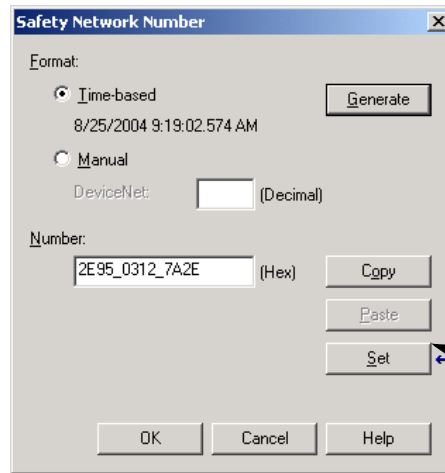 Safety Network Number
Format:
Time-based
Generate
8/25/2004 9:19:02.574 AM
Manual
DeviceNet:
(Decimal)
Number:
2E95_0312_7A2E
(Hex)
Copy
Paste
Set
OK
Cancel
Help